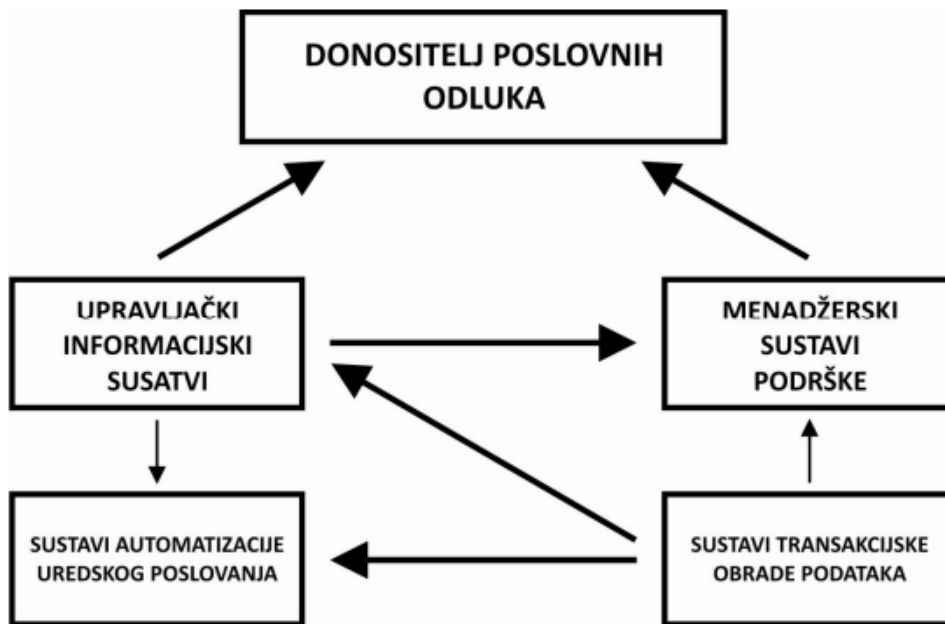 DONOSITELJ POSLOVNIH
ODLUKA
UPRAVLJAČKI
INFORMACIJSKI
SUSATVI
MENADŽERSKI
SUSTAVI
PODRŠKE
SUSTAVI AUTOMATIZACIJE
UREDSKOG POSLOVANJA
SUSTAVI TRANSAKCIJSKE
OBRADE PODATAKA